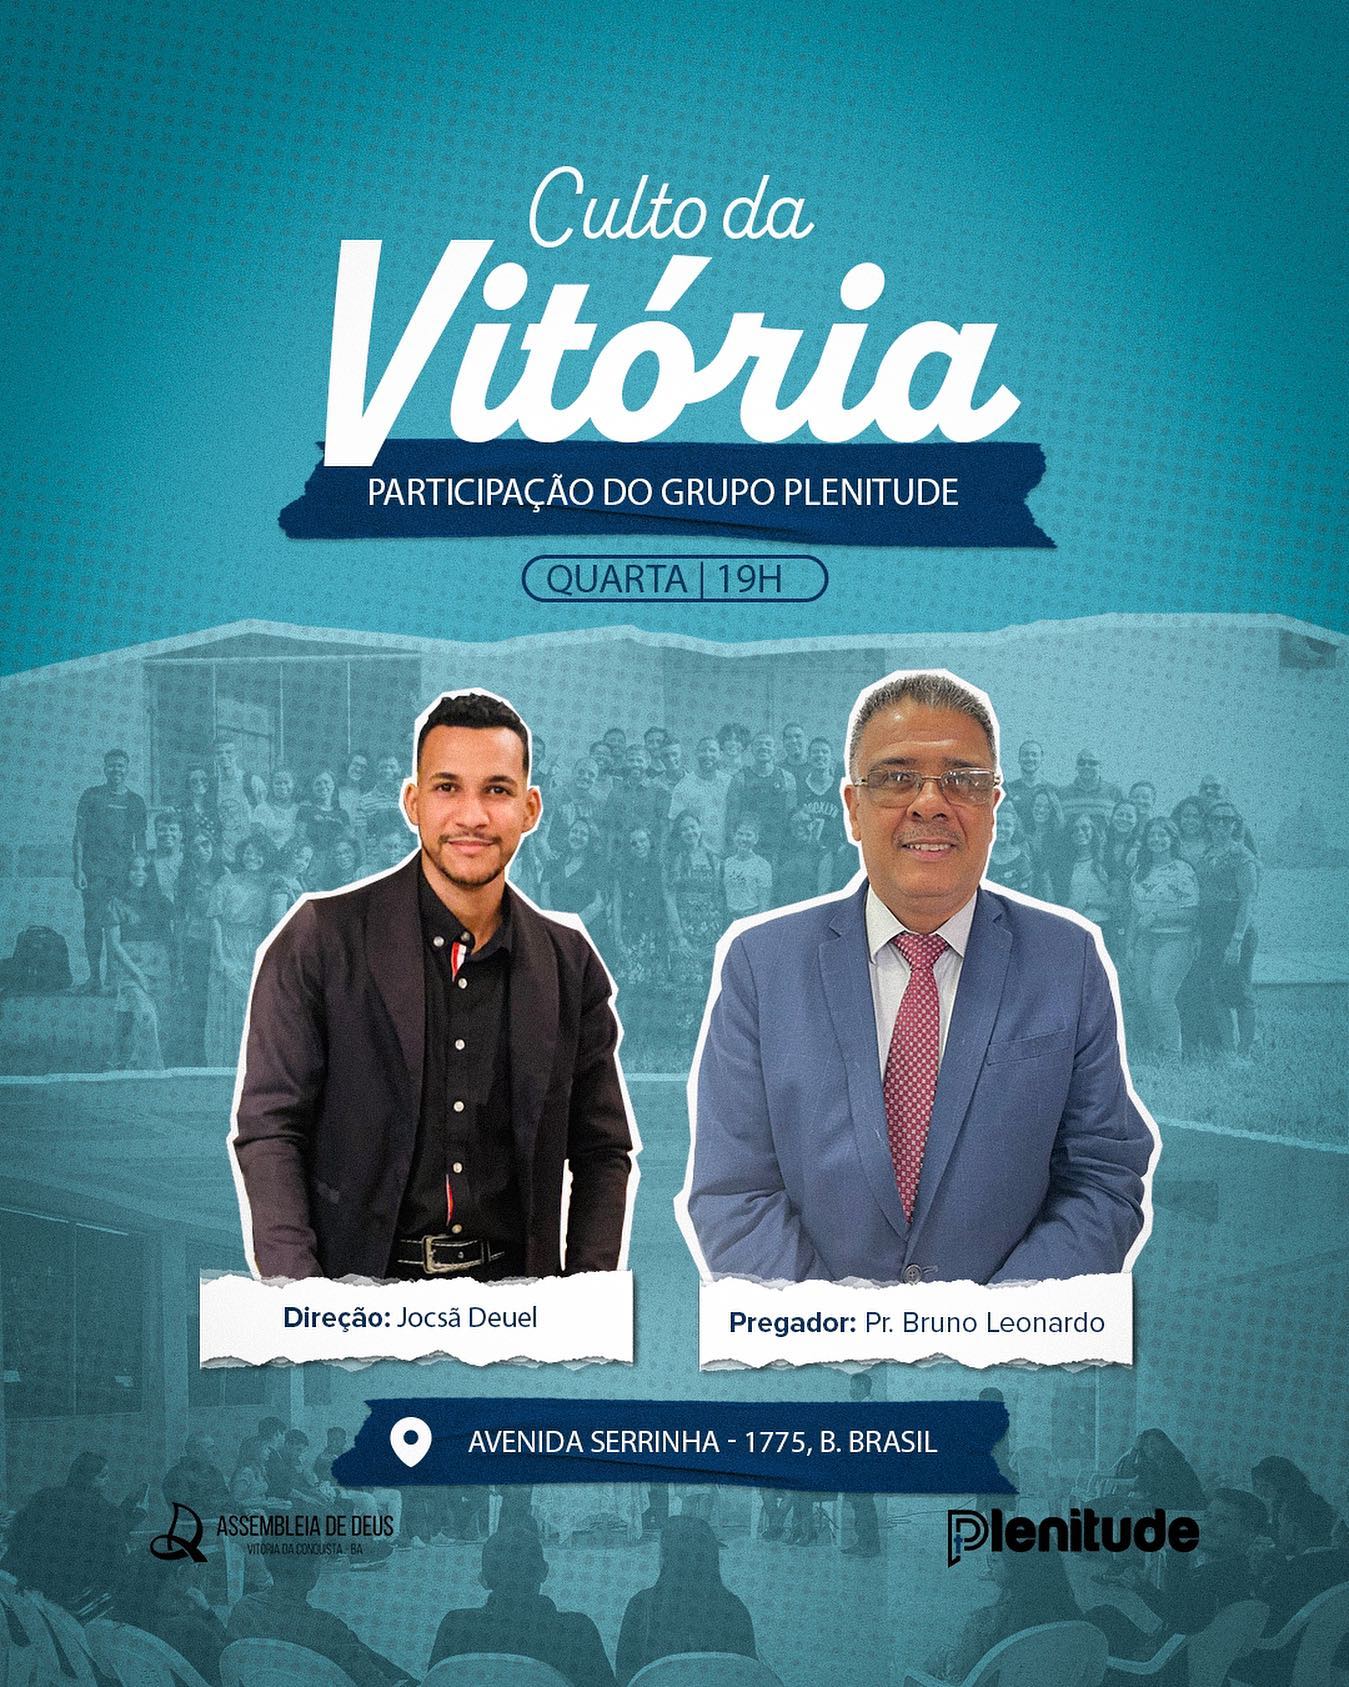 Culto da
Vitória
PARTICIPAÇÃO DO GRUPO PLENITUDE
QUARTA | 19H
BROOKLYN
Direção: Jocsã Deuel
Pregador: Pr. Bruno Leonardo
AVENIDA SERRINHA - 1775, B. BRASIL
ASSEMBLEIA DE DEUS
VITÓRIA DA CONQUISTA - BA
Plenitude